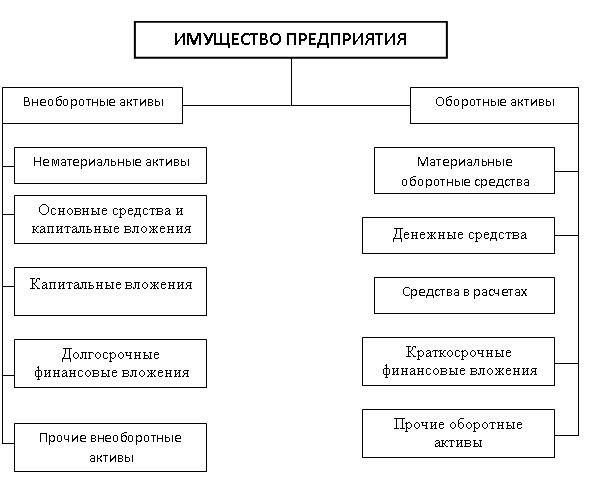 ИМУЩЕСТВО ПРЕДПРИЯТИЯ
Внеоборотные активы
Нематериальные активы
Основные средства и
капитальные вложения
Капитальные вложения
Долгосрочные
финансовые вложения
Прочие внеоборотные
активы
Оборотные активы
Материальные
оборотные средства
Денежные средства
Средства в расчетах
Краткосрочные
финансовые вложения
Прочие оборотные
активы